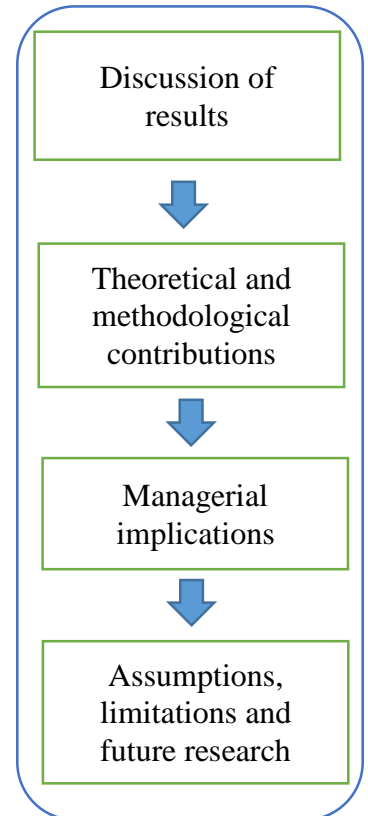 Discussion of
results
Theoretical and
methodological
contributions
Managerial
implications
Assumptions,
limitations and
future research